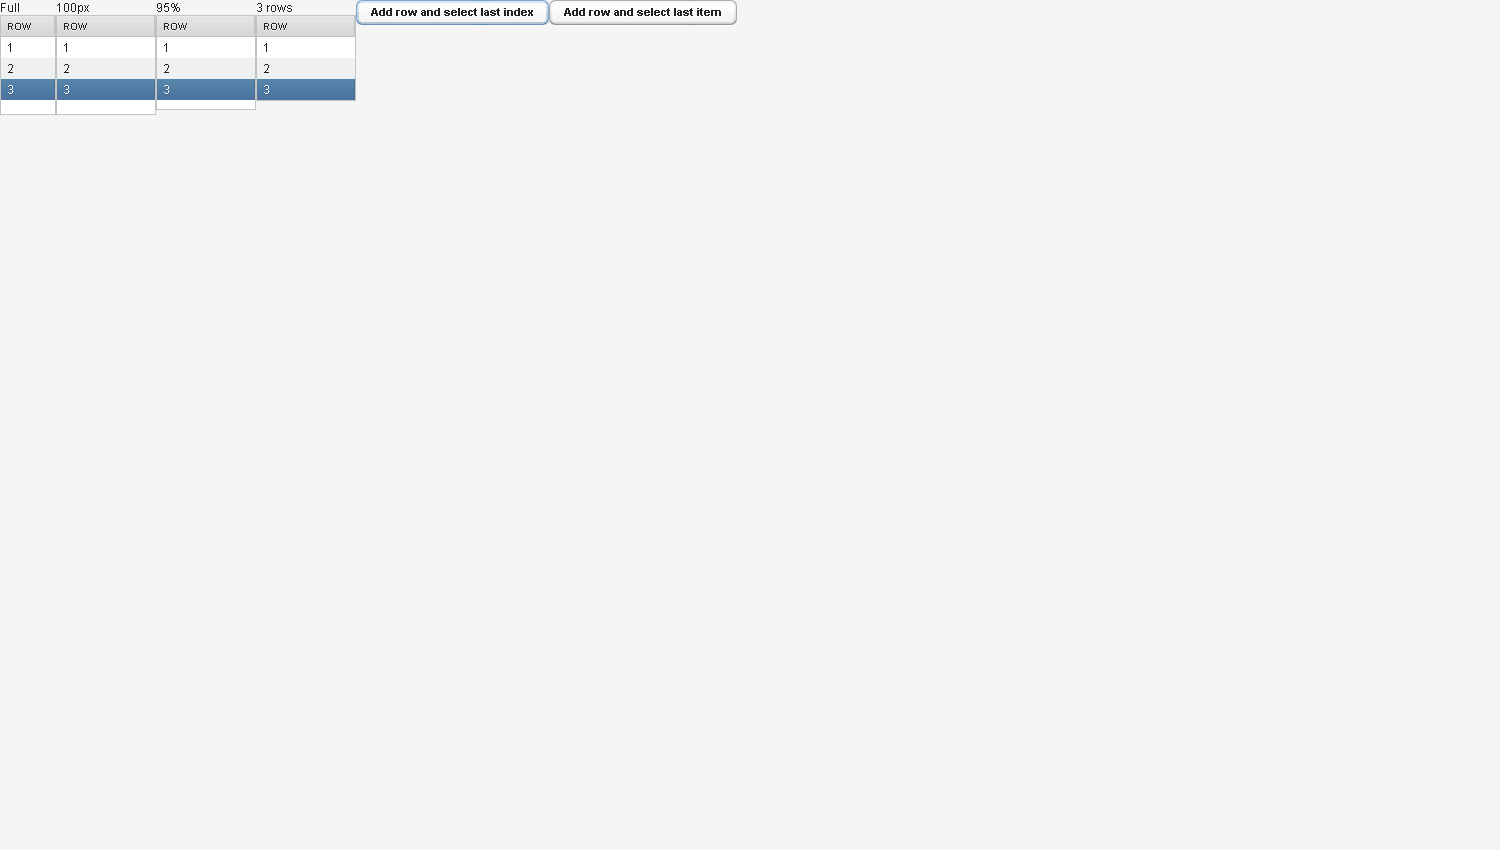 Full 100px 95% 3 rows Add row and select last index Add row and select last item
ROW ROW ROW ROW
1 1 1 1
2 2 2 2
3 3 3 3